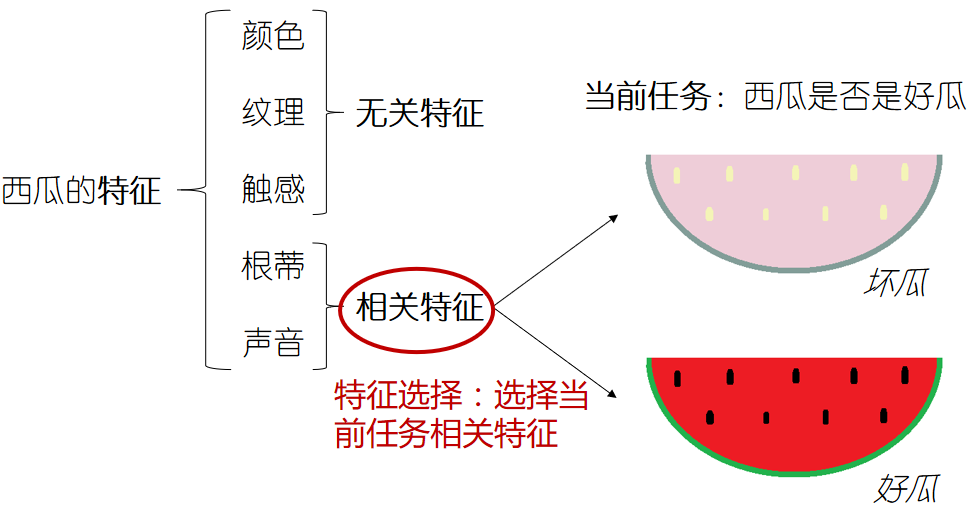 西瓜的特征
颜色
纹理
触感
根蒂
声音
无关特征
相关特征
特征选择：选择当
前任务相关特征
当前任务：西瓜是否是好瓜
坏瓜
好瓜